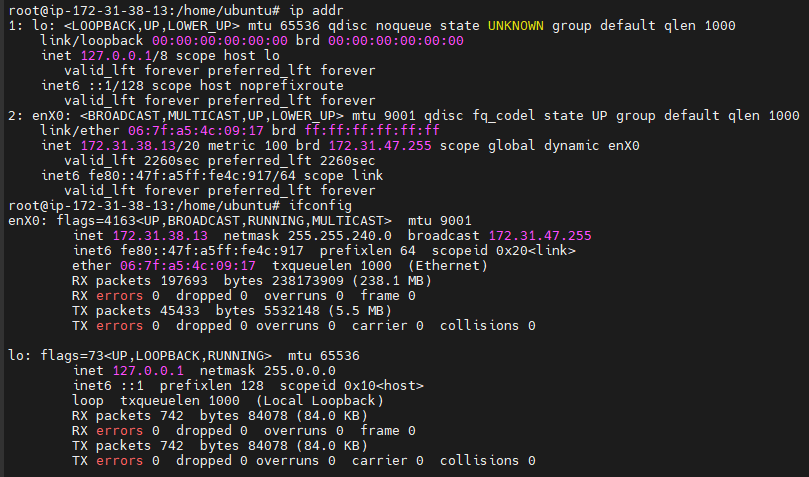 root@ip-172-31-38-13:/home/ubuntu# ip addr
1: lo: <LOOPBACK,UP,LOWER_UP> mtu 65536 qdisc noqueue state UNKNOWN group default qlen 1000
    link/loopback 00:00:00:00:00:00 brd 00:00:00:00:00:00
    inet 127.0.0.1/8 scope host lo
       valid_lft forever preferred_lft forever
    inet6 ::1/128 scope host noprefixroute
       valid_lft forever preferred_lft forever
2: enX0: <BROADCAST,MULTICAST,UP,LOWER_UP> mtu 9001 qdisc fq_codel state UP group default qlen 1000
    link/ether 06:7f:a5:4c:09:17 brd ff:ff:ff:ff:ff:ff
    inet 172.31.38.13/20 metric 100 brd 172.31.47.255 scope global dynamic enX0
       valid_lft 2260sec preferred_lft 2260sec
    inet6 fe80::47f:a5ff:fe4c:917/64 scope link
       valid_lft forever preferred_lft forever
root@ip-172-31-38-13:/home/ubuntu# ifconfig
enX0: flags=4163<UP,BROADCAST,RUNNING,MULTICAST>  mtu 9001
        inet 172.31.38.13  netmask 255.255.240.0  broadcast 172.31.47.255
        inet6 fe80::47f:a5ff:fe4c:917  prefixlen 64  scopeid 0x20<link>
        ether 06:7f:a5:4c:09:17  txqueuelen 1000  (Ethernet)
        RX packets 197693  bytes 238173909 (238.1 MB)
        RX errors 0  dropped 0  overruns 0  frame 0
        TX packets 45433  bytes 5532148 (5.5 MB)
        TX errors 0  dropped 0 overruns 0  carrier 0  collisions 0

lo: flags=73<UP,LOOPBACK,RUNNING>  mtu 65536
        inet 127.0.0.1  netmask 255.0.0.0
        inet6 ::1  prefixlen 128  scopeid 0x10<host>
        loop  txqueuelen 1000  (Local Loopback)
        RX packets 742  bytes 84078 (84.0 KB)
        RX errors 0  dropped 0  overruns 0  frame 0
        TX packets 742  bytes 84078 (84.0 KB)
        TX errors 0  dropped 0 overruns 0  carrier 0  collisions 0